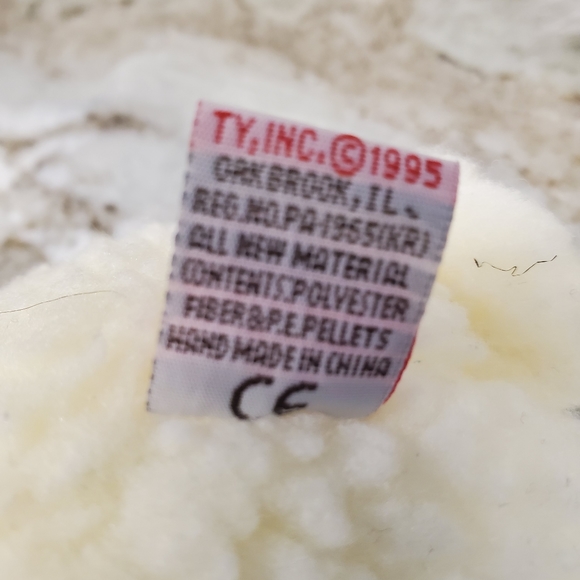 TY, INC. ©1995
OAKBROOK, IL.
REG.NO.PA-1965(KR)
ALL NEW MATERIAL
CONTENTS:POLYESTER
FIBER&P.E.PELLETS
HAND MADE IN CHINA
CE